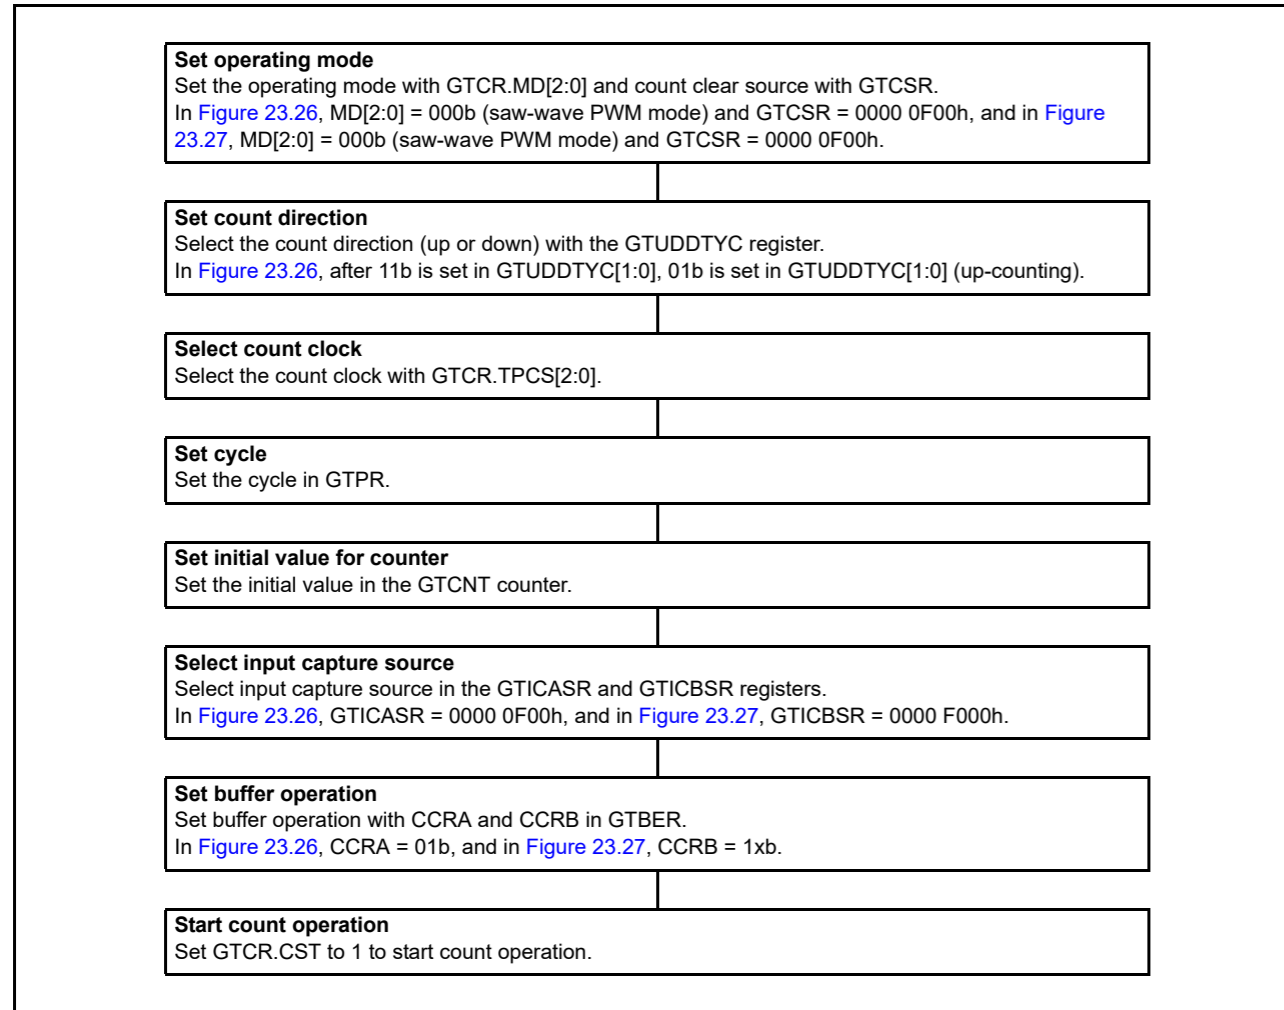 Set operating mode
Set the operating mode with GTCR.MD[2:0] and count clear source with GTCSR.
In Figure 23.26, MD[2:0] = 000b (saw-wave PWM mode) and GTCSR = 0000 0F00h, and in Figure
23.27, MD[2:0] = 000b (saw-wave PWM mode) and GTCSR = 0000 0F00h.
Set count direction
Select the count direction (up or down) with the GTUDDTYC register.
In Figure 23.26, after 11b is set in GTUDDTYC[1:0], 01b is set in GTUDDTYC[1:0] (up-counting).
Select count clock
Select the count clock with GTCR.TPCS[2:0].
Set cycle
Set the cycle in GTPR.
Set initial value for counter
Set the initial value in the GTCNT counter.
Select input capture source
Select input capture source in the GTICASR and GTICBSR registers.
In Figure 23.26, GTICASR = 0000 0F00h, and in Figure 23.27, GTICBSR = 0000 F000h.
Set buffer operation
Set buffer operation with CCRA and CCRB in GTBER.
In Figure 23.26, CCRA = 01b, and in Figure 23.27, CCRB = 1xb.
Start count operation
Set GTCR.CST to 1 to start count operation.